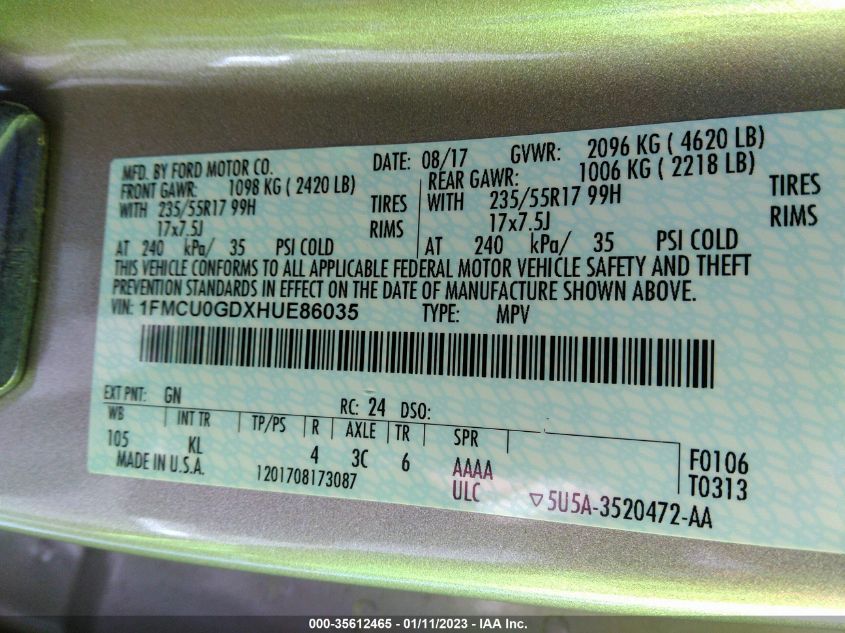 MFD. BY FORD MOTOR CO. DATE: 08/17 GVWR: 2096 KG ( 4620 LB)
FRONT GAWR: 1098 KG ( 2420 LB) REAR GAWR: 1006 KG ( 2218 LB)
WITH 235/55R17 99H TIRES WITH 235/55R17 99H TIRES
17x7.5J RIMS 17x7.5J RIMS
AT 240 kPa/ 35 PSI COLD AT 240 kPa/ 35 PSI COLD
THIS VEHICLE CONFORMS TO ALL APPLICABLE FEDERAL MOTOR VEHICLE SAFETY AND THEFT
PREVENTION STANDARDS IN EFFECT ON THE DATE OF MANUFACTURE SHOWN ABOVE.
VIN: 1FMCU0GDXHUE86035 TYPE: MPV
EXT PNT: GN RC: 24 DSO:
WB INT TR TP/PS R AXLE TR SPR
105 KL 4 3C 6 AAAA F0106
MADE IN U.S.A. 1201708173087 ULC T0313
▽5U5A-3520472-AA
000-35612465 - 01/11/2023 - IAA Inc.